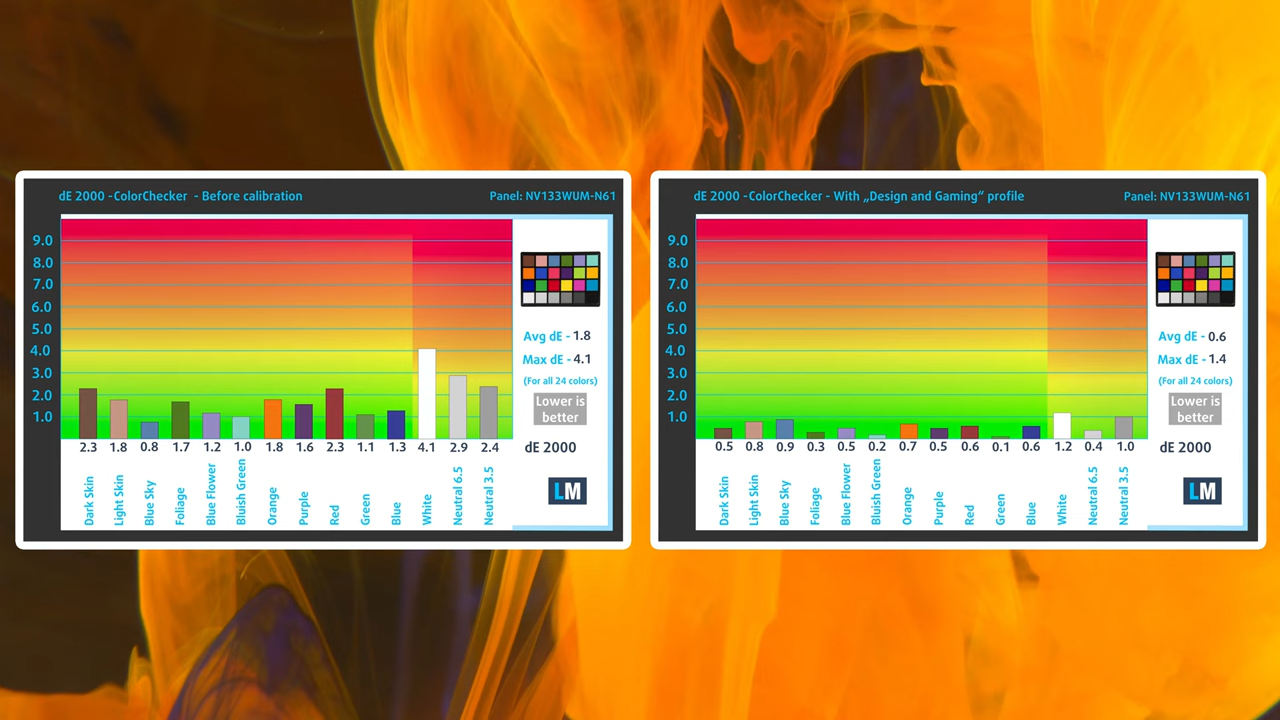 dE 2000 -ColorChecker - Before calibration
Panel: NV133WUM-N61
9.0
8.0
7.0
6.0
5.0
4.0
3.0
2.0
1.0
Avg dE - 1.8
Max dE - 4.1
(For all 24 colors)
Lower is
better
2.3 1.8 0.8 1.7 1.2 1.0 1.8 1.6 2.3 1.1 1.3 4.1 2.9 2.4
dE 2000
Dark Skin
Light Skin
Blue Sky
Foliage
Blue Flower
Bluish Green
Orange
Purple
Red
Green
Blue
White
Neutral 6.5
Neutral 3.5
LM
dE 2000 -ColorChecker - With „Design and Gaming“ profile
Panel: NV133WUM-N61
9.0
8.0
7.0
6.0
5.0
4.0
3.0
2.0
1.0
Avg dE - 0.6
Max dE - 1.4
(For all 24 colors)
Lower is
better
0.5 0.8 0.9 0.3 0.5 0.2 0.7 0.5 0.6 0.1 0.6 1.2 0.4 1.0
dE 2000
Dark Skin
Light Skin
Blue Sky
Foliage
Blue Flower
Bluish Green
Orange
Purple
Red
Green
Blue
White
Neutral 6.5
Neutral 3.5
LM